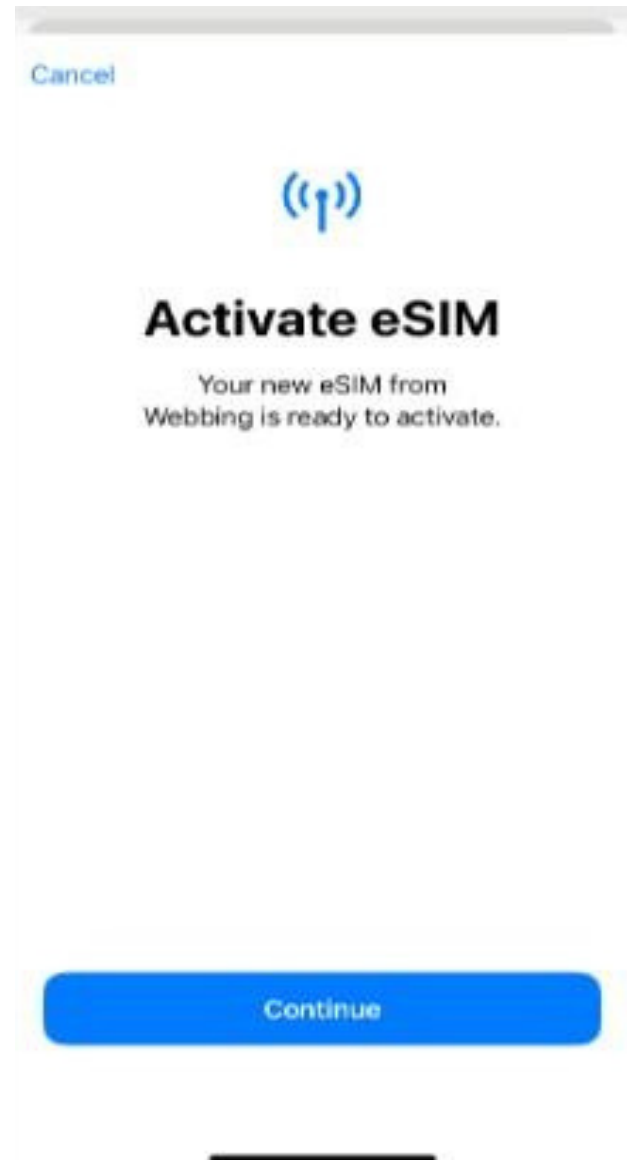 Cancel
Activate eSIM
Your new eSIM from
Webbing is ready to activate.
Continue